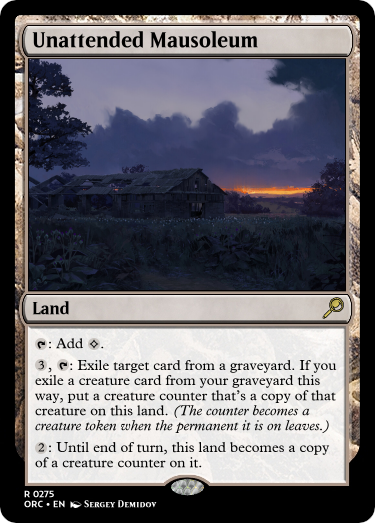 Unattended Mausoleum
Land
: Add .
3, : Exile target card from a graveyard. If you
exile a creature card from your graveyard this
way, put a creature counter that's a copy of that
creature on this land. (The counter becomes a
creature token when the permanent it is on leaves.)
2: Until end of turn, this land becomes a copy
of a creature counter on it.
R 0275
ORC • EN SERGEY DEMIDOV